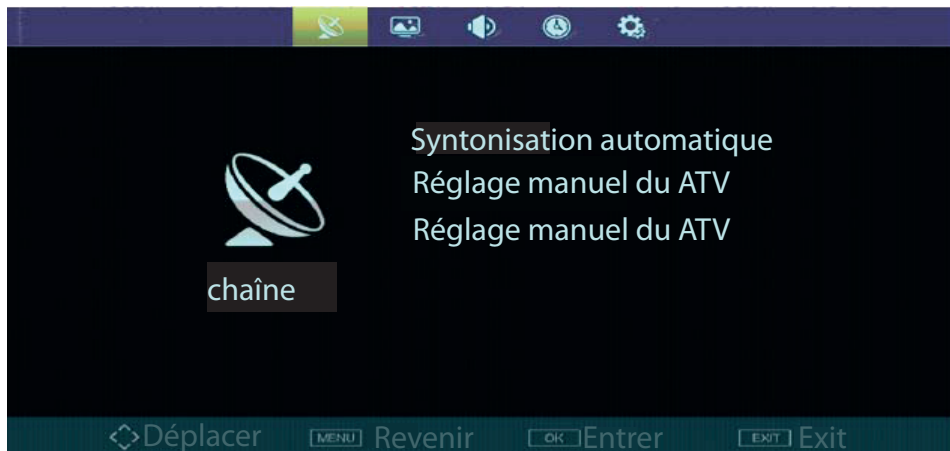 Syntonisation automatique
Réglage manuel du ATV
Réglage manuel du ATV
chaîne
Déplacer MENU Revenir OK Entrer EXIT Exit